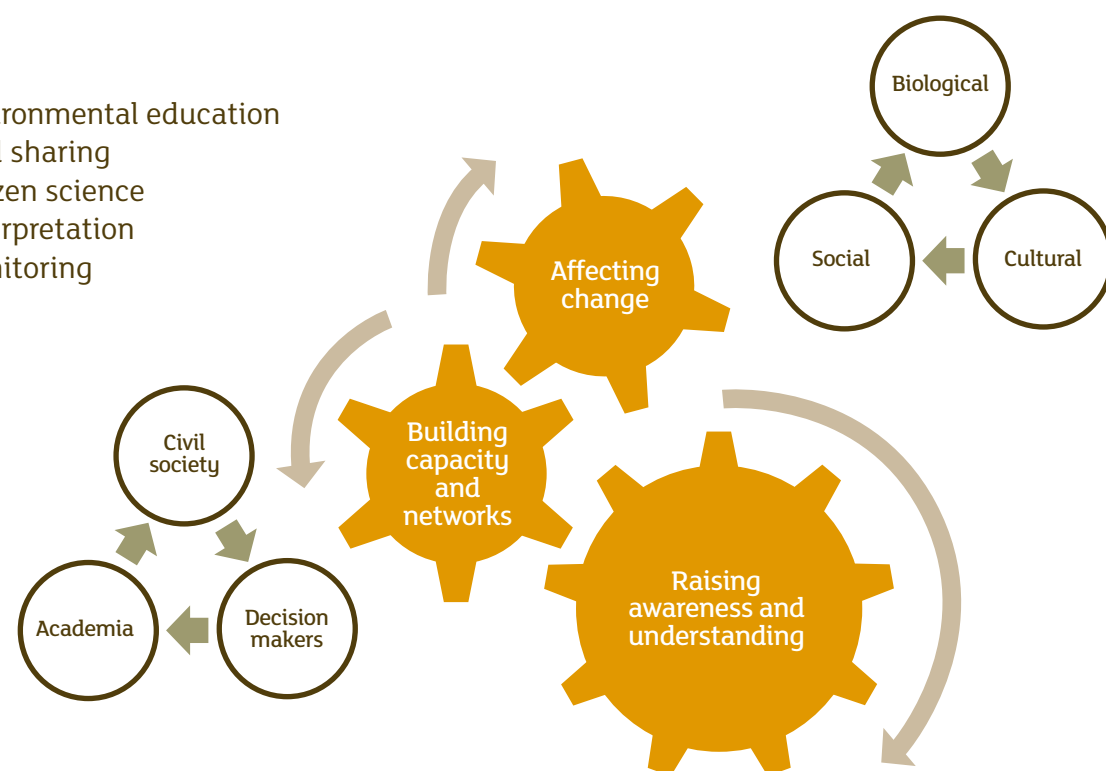 ronmental education
sharing
zen science
rpretation
nitoring
Biological
Social
Cultural
Affecting
change
Civil
society
Building
capacity
and
networks
Academia
Decision
makers
Raising
awareness and
understanding